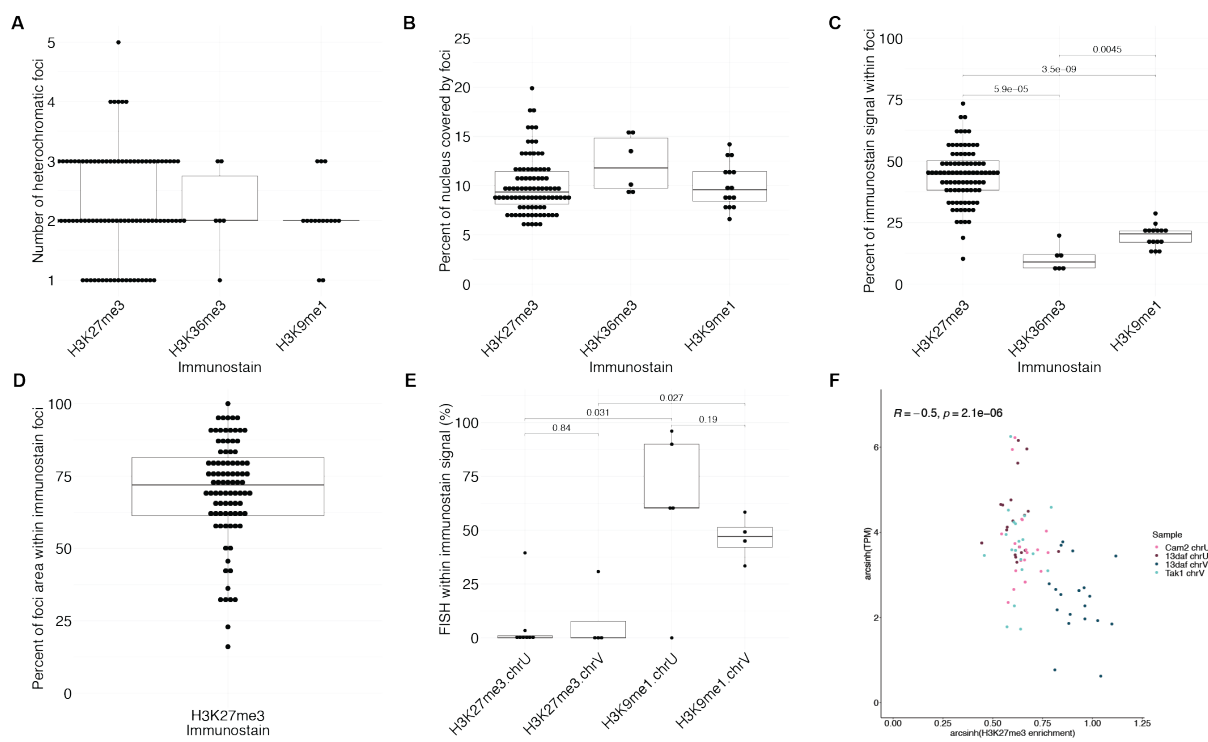 A
Number of heterochromatic foci
5
4
3
2
1
H3K27me3
H3K36me3
H3K9me1
Immunostain
B
Percent of nucleus covered by foci
25
20
15
10
5
0
H3K27me3
H3K36me3
H3K9me1
Immunostain
C
Percent of immunostain signal within foci
100
75
50
25
0
0.0045
3.5e−09
5.9e−05
H3K27me3
H3K36me3
H3K9me1
Immunostain
D
Percent of foci area within immunostain foci
100
75
50
25
0
H3K27me3
Immunostain
E
FISH within immunostain signal (%)
100
75
50
25
0
0.027
0.031
0.84
0.19
H3K27me3.chrU
H3K27me3.chrV
H3K9me1.chrU
H3K9me1.chrV
F
R = −0.5, p = 2.1e−06
arcsinh(TPM)
6
4
2
0
0.00
0.25
0.50
0.75
1.00
1.25
arcsinh(H3K27me3 enrichment)
Sample
Cam2 chrU
13daf chrU
13daf chrV
Tak1 chrV